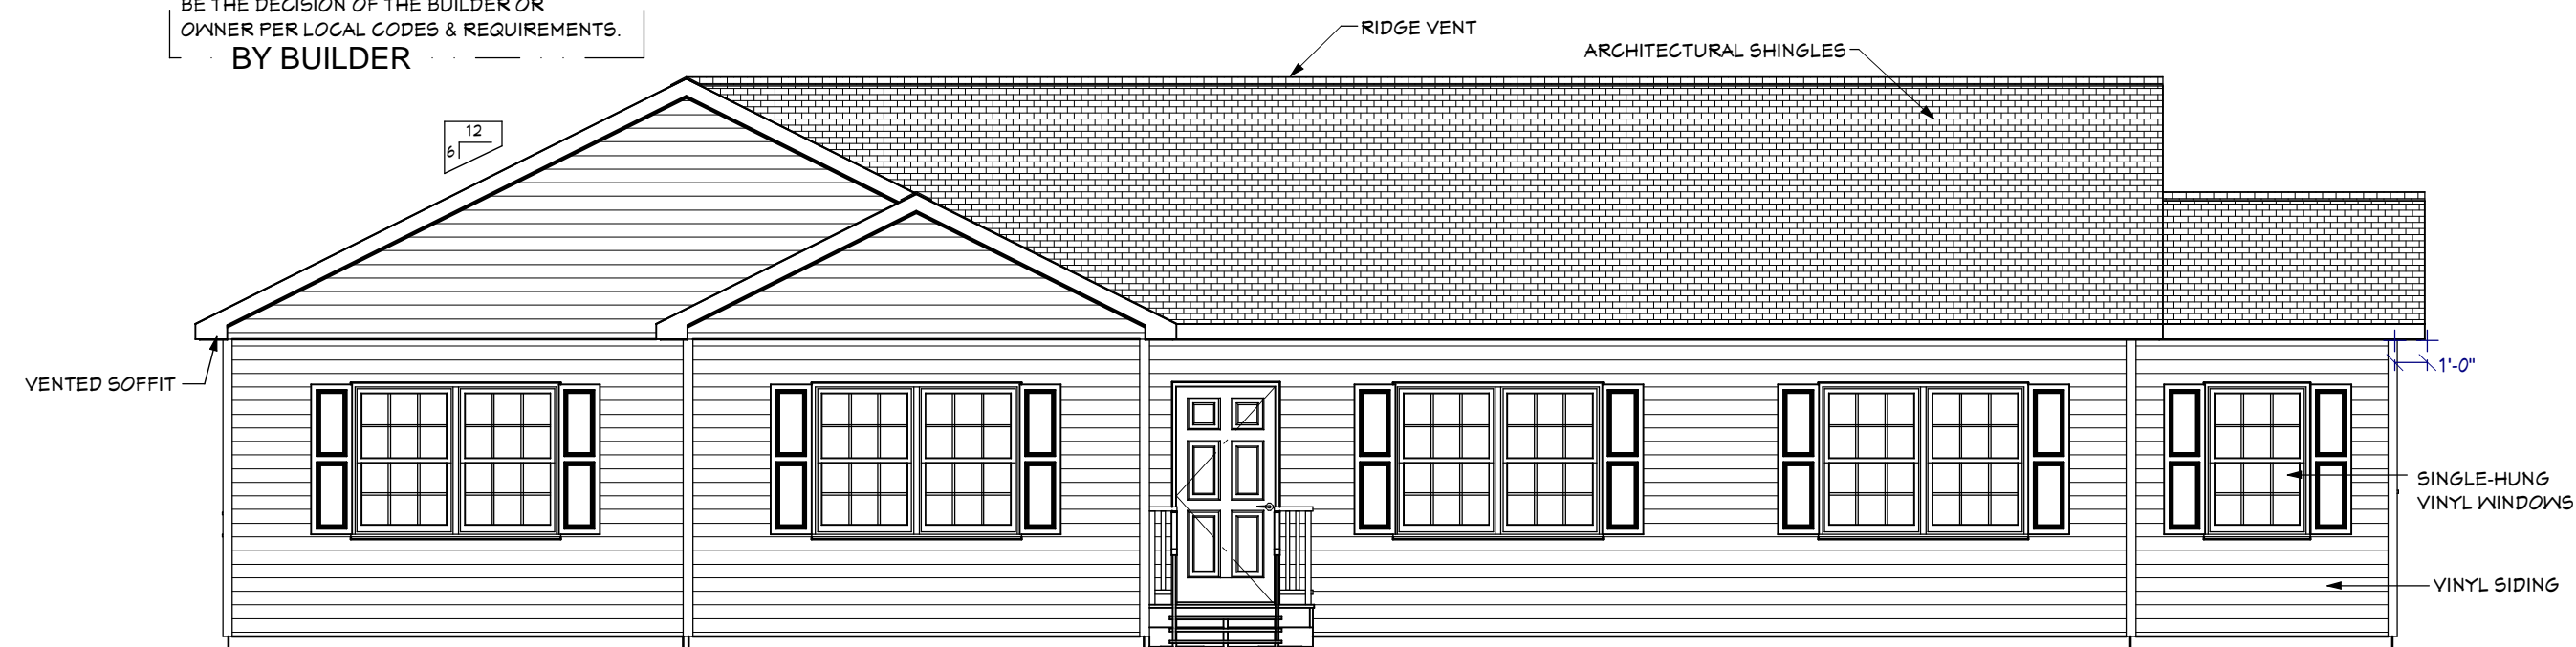 BE THE DECISION OF THE BUILDER OR
OWNER PER LOCAL CODES & REQUIREMENTS.
BY BUILDER
RIDGE VENT
ARCHITECTURAL SHINGLES
12
6
VENTED SOFFIT
1'-0"
SINGLE-HUNG
VINYL WINDOWS
VINYL SIDING